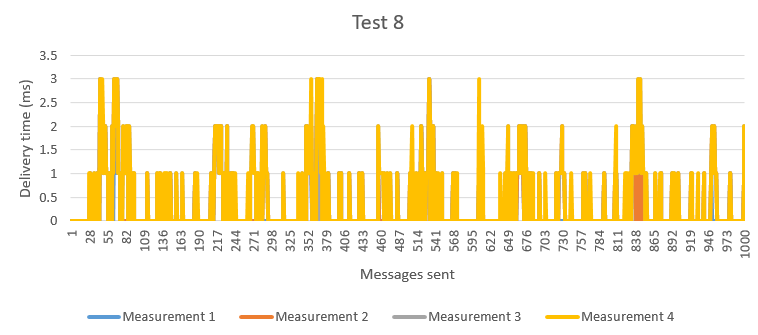 Test 8
3.5
3
2.5
2
1.5
1
0.5
0
Delivery time (ms)
1 28 55 82 109 136 163 190 217 244 271 298 325 352 379 406 433 460 487 514 541 568 595 622 649 676 703 730 757 784 811 838 865 892 919 946 973 1000
Messages sent
Measurement 1 Measurement 2 Measurement 3 Measurement 4